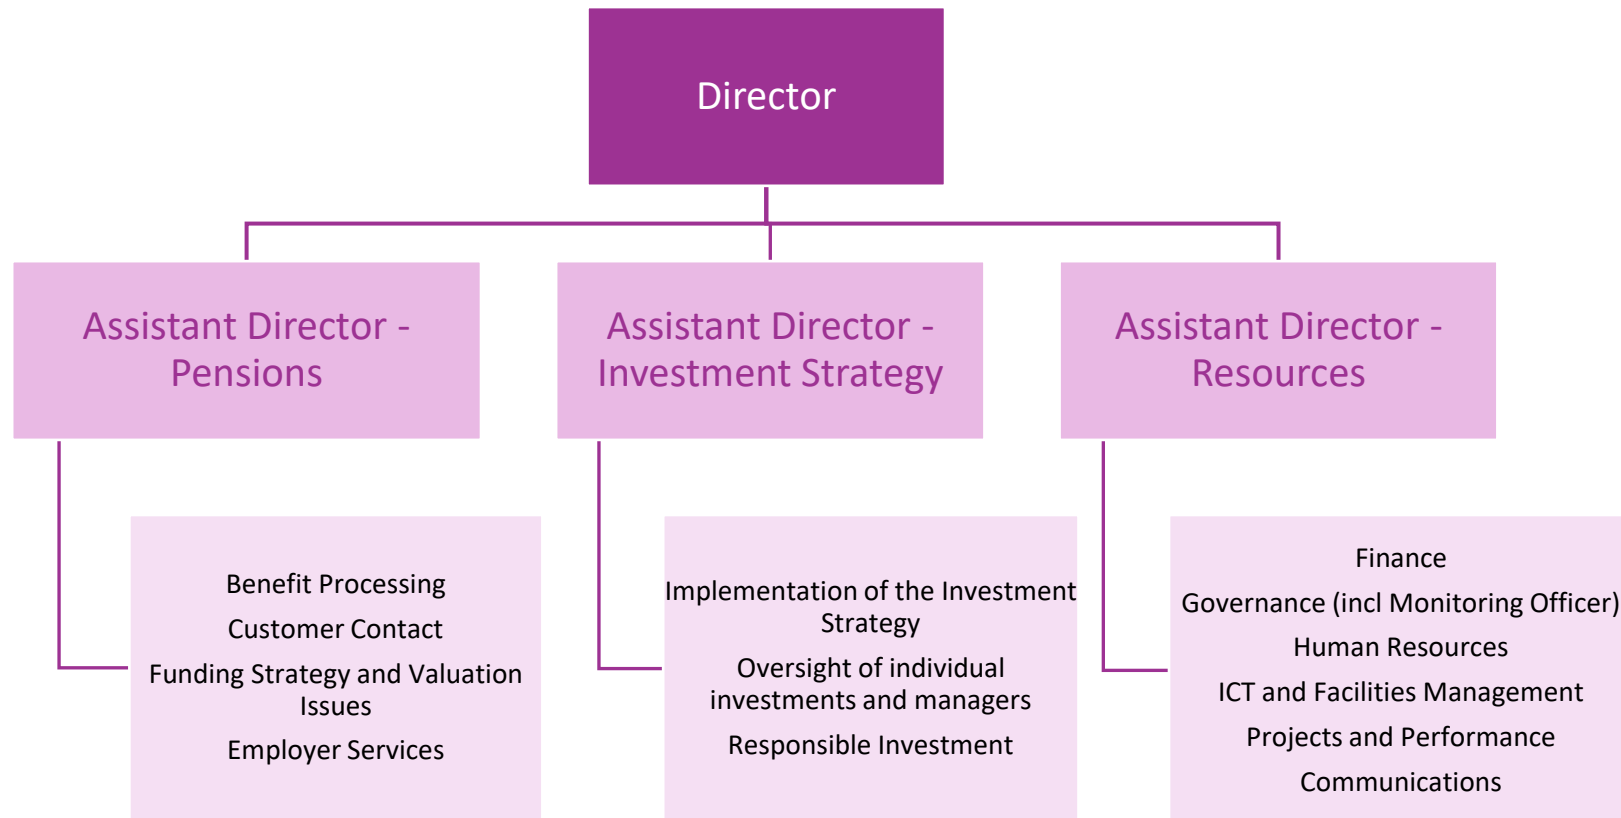 Director
Assistant Director -
Pensions
Assistant Director -
Investment Strategy
Assistant Director -
Resources
Benefit Processing
Customer Contact
Funding Strategy and Valuation
Issues
Employer Services
Implementation of the Investment
Strategy
Oversight of individual
investments and managers
Responsible Investment
Finance
Governance (incl Monitoring Officer)
Human Resources
ICT and Facilities Management
Projects and Performance
Communications